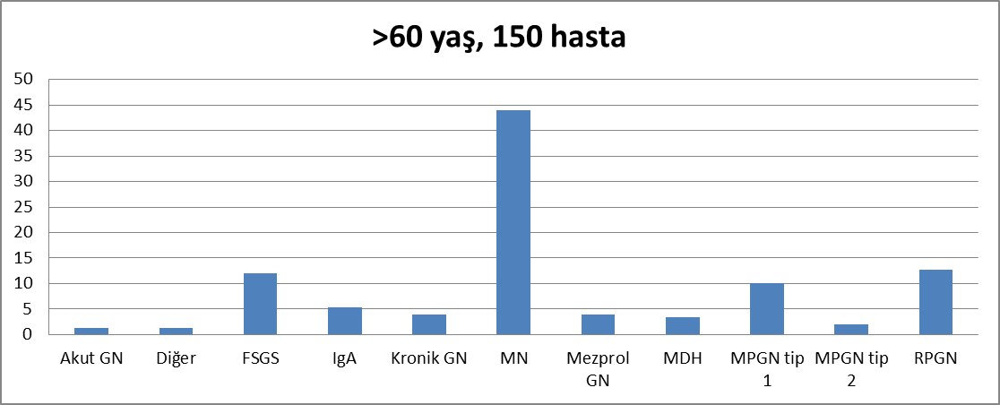 >60 yaş, 150 hasta
50
45
40
35
30
25
20
15
10
5
0
Akut GN
Diğer
FSGS
IgA
Kronik GN
MN
Mezprol
GN
MDH
MPGN tip
1
MPGN tip
2
RPGN